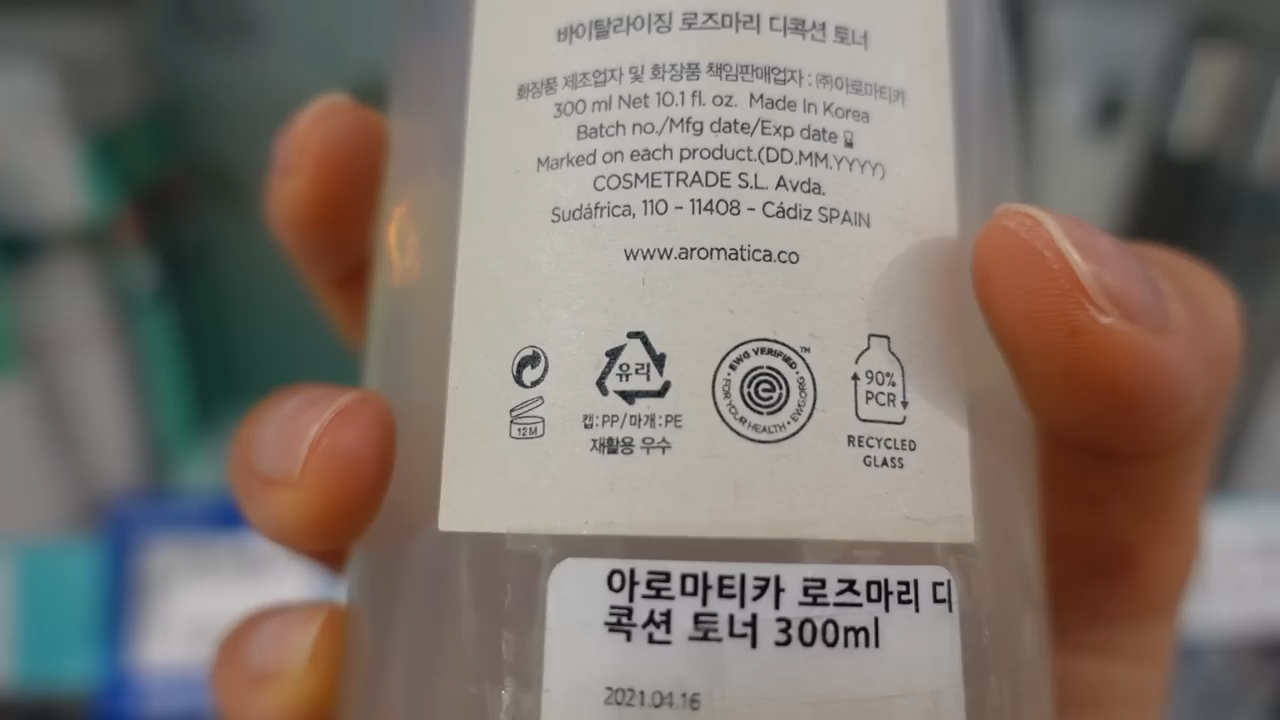 바이탈라이징 로즈마리 디콕션 토너
화장품 제조업자 및 화장품 책임판매업자 : ㈜아로마티카
300 ml Net 10.1 fl. oz. Made In Korea
Batch no./Mfg date/Exp date
Marked on each product.(DD.MM.YYYY)
COSMETRADE S.L. Avda.
Sudáfrica, 110 - 11408 - Cádiz SPAIN
www.aromatica.co
12M
유리
캡:PP/마개:PE
재활용 우수
EWG VERIFIED™
FOR YOUR HEALTH • EWG.ORG
e
90%
PCR
RECYCLED
GLASS
아로마티카 로즈마리 디
콕션 토너 300ml
2021.04.16